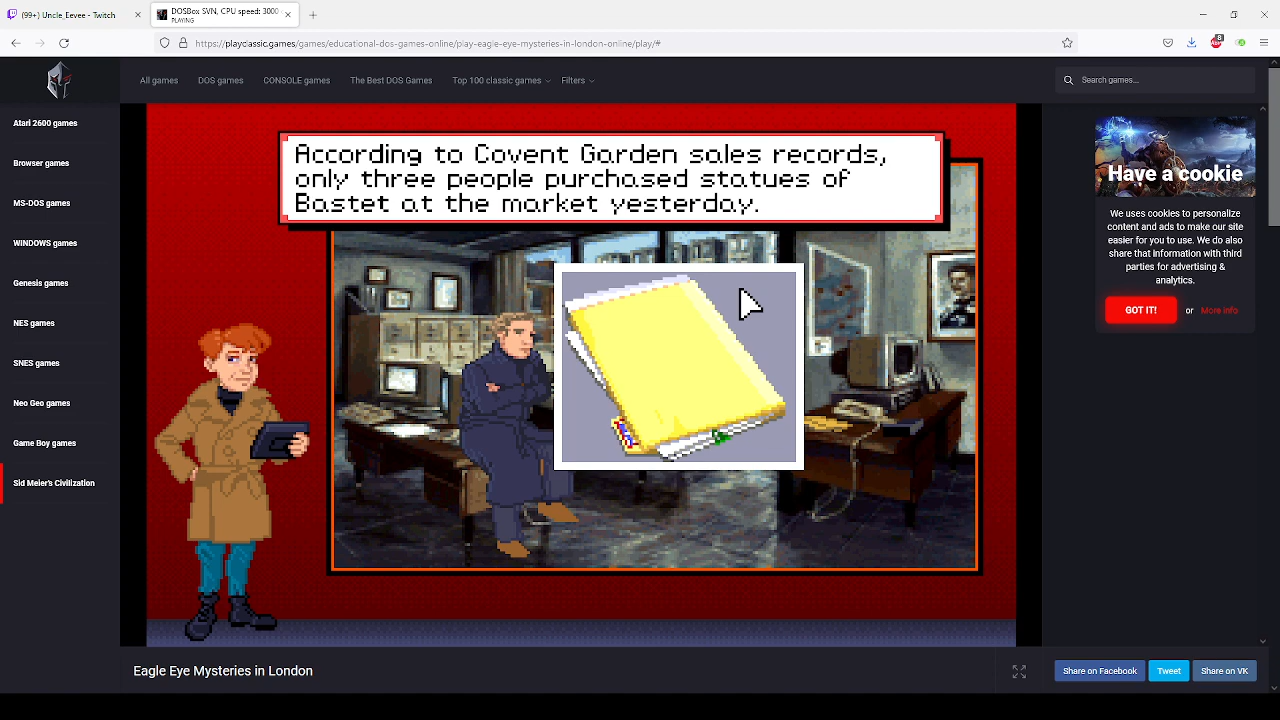 (99+) Uncle_Eevee - Twitch
DOSBox SVN, CPU speed: 3000
PLAYING
https://playclassic.games/games/educational-dos-games-online/play-eagle-eye-mysteries-in-london-online/play/#
8
All games
DOS games
CONSOLE games
The Best DOS Games
Top 100 classic games
Filters
Search games...
Atari 2600 games
Browser games
MS-DOS games
WINDOWS games
Genesis games
NES games
SNES games
Neo Geo games
Game Boy games
Sid Meier's Civilization
According to Covent Garden sales records,
only three people purchased statues of
Bastet at the market yesterday.
Have a cookie
We uses cookies to personalize
content and ads to make our site
easier for you to use. We do also
share that information with third
parties for advertising &
analytics.
GOT IT!
or
More info
Eagle Eye Mysteries in London
Share on Facebook
Tweet
Share on VK